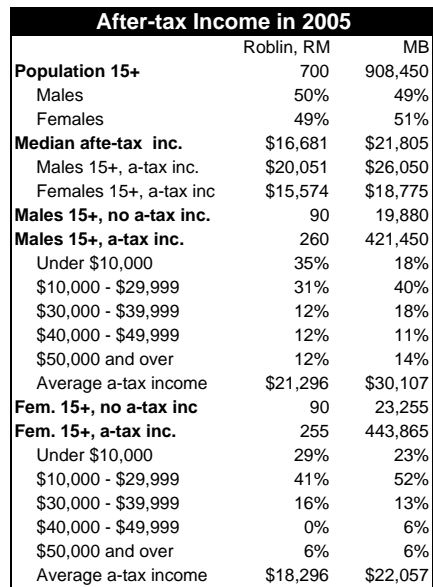 After-tax Income in 2005
Roblin, RM MB
Population 15+ 700 908,450
Males 50% 49%
Females 49% 51%
Median afte-tax inc. $16,681 $21,805
Males 15+, a-tax inc. $20,051 $26,050
Females 15+, a-tax inc $15,574 $18,775
Males 15+, no a-tax inc. 90 19,880
Males 15+, a-tax inc. 260 421,450
Under $10,000 35% 18%
$10,000 - $29,999 31% 40%
$30,000 - $39,999 12% 18%
$40,000 - $49,999 12% 11%
$50,000 and over 12% 14%
Average a-tax income $21,296 $30,107
Fem. 15+, no a-tax inc 90 23,255
Fem. 15+, a-tax inc. 255 443,865
Under $10,000 29% 23%
$10,000 - $29,999 41% 52%
$30,000 - $39,999 16% 13%
$40,000 - $49,999 0% 6%
$50,000 and over 6% 6%
Average a-tax income $18,296 $22,057